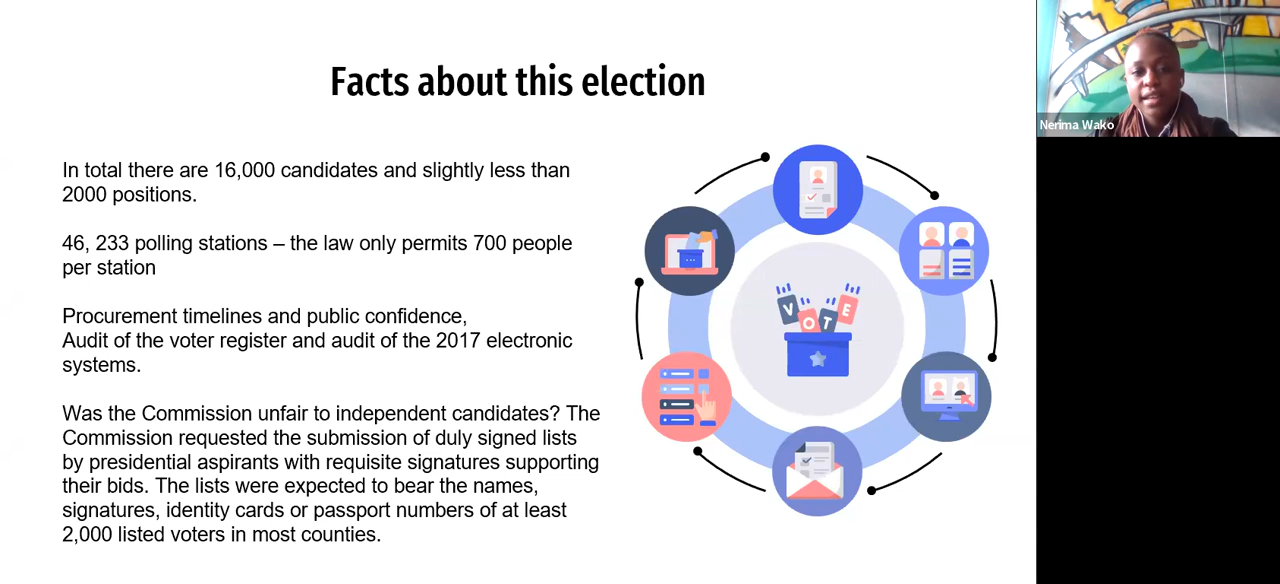 Facts about this election
In total there are 16,000 candidates and slightly less than
2000 positions.
46, 233 polling stations – the law only permits 700 people
per station
Procurement timelines and public confidence,
Audit of the voter register and audit of the 2017 electronic
systems.
Was the Commission unfair to independent candidates? The
Commission requested the submission of duly signed lists
by presidential aspirants with requisite signatures supporting
their bids. The lists were expected to bear the names,
signatures, identity cards or passport numbers of at least
2,000 listed voters in most counties.
VOTE
Nerima Wako